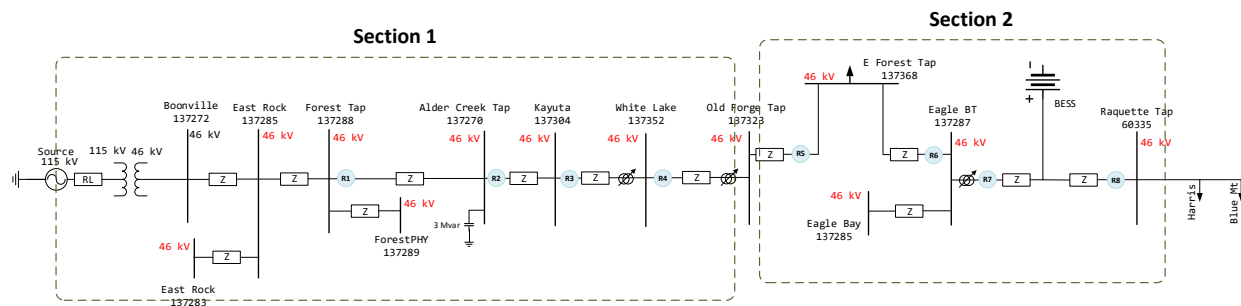 Section 1
Section 2
Source
115 kV
RL
115 kV
46 kV
Boonville
137272
46 kV
Z
East Rock
137285
46 kV
46 kV
Z
East Rock
137283
Z
Forest Tap
137288
46 kV
R1
Z
46 kV
ForestPHY
137289
Z
Alder Creek Tap
137270
46 kV
3 Mvar
R2
Z
Kayuta
137304
46 kV
R3
Z
White Lake
137352
46 kV
R4
Z
Old Forge Tap
137323
46 kV
Z
R5
46 kV
E Forest Tap
137368
Z
R6
Eagle BT
137287
46 kV
46 kV
Z
Eagle Bay
137285
R7
Z
-
+
BESS
Z
R8
Raquette Tap
60335
46 kV
Harris
Blue Mt